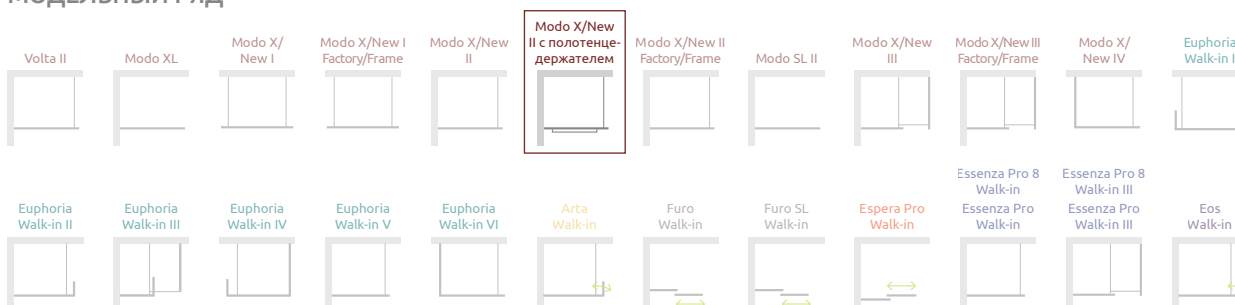 МОДЕЛЬНЫЙ РЯД
Volta II
Modo XL
Modo X/
New I
Modo X/New I
Factory/Frame
Modo X/New
II
Modo X/New
II с полотенце-
держателем
Modo X/New II
Factory/Frame
Modo SL II
Modo X/New
III
Modo X/New III
Factory/Frame
Modo X/
New IV
Euphoria
Walk-in I
Euphoria
Walk-in II
Euphoria
Walk-in III
Euphoria
Walk-in IV
Euphoria
Walk-in V
Euphoria
Walk-in VI
Arta
Walk-in
Furo
Walk-in
Furo SL
Walk-in
Espera Pro
Walk-in
Essenza Pro 8
Walk-in
Essenza Pro
Walk-in
Essenza Pro 8
Walk-in III
Essenza Pro
Walk-in III
Eos
Walk-in